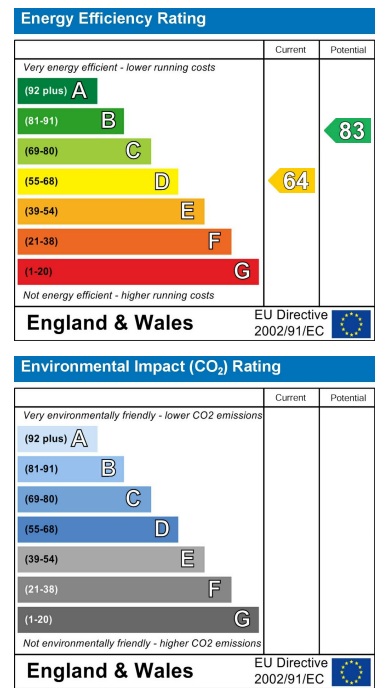 Energy Efficiency Rating
Current Potential
Very energy efficient - lower running costs
(92 plus) A
(81-91) B
83
(69-80) C
(55-68) D
64
(39-54) E
(21-38) F
(1-20) G
Not energy efficient - higher running costs
England & Wales
EU Directive
2002/91/EC
Environmental Impact (CO₂) Rating
Current Potential
Very environmentally friendly - lower CO2 emissions
(92 plus) A
(81-91) B
(69-80) C
(55-68) D
(39-54) E
(21-38) F
(1-20) G
Not environmentally friendly - higher CO2 emissions
England & Wales
EU Directive
2002/91/EC